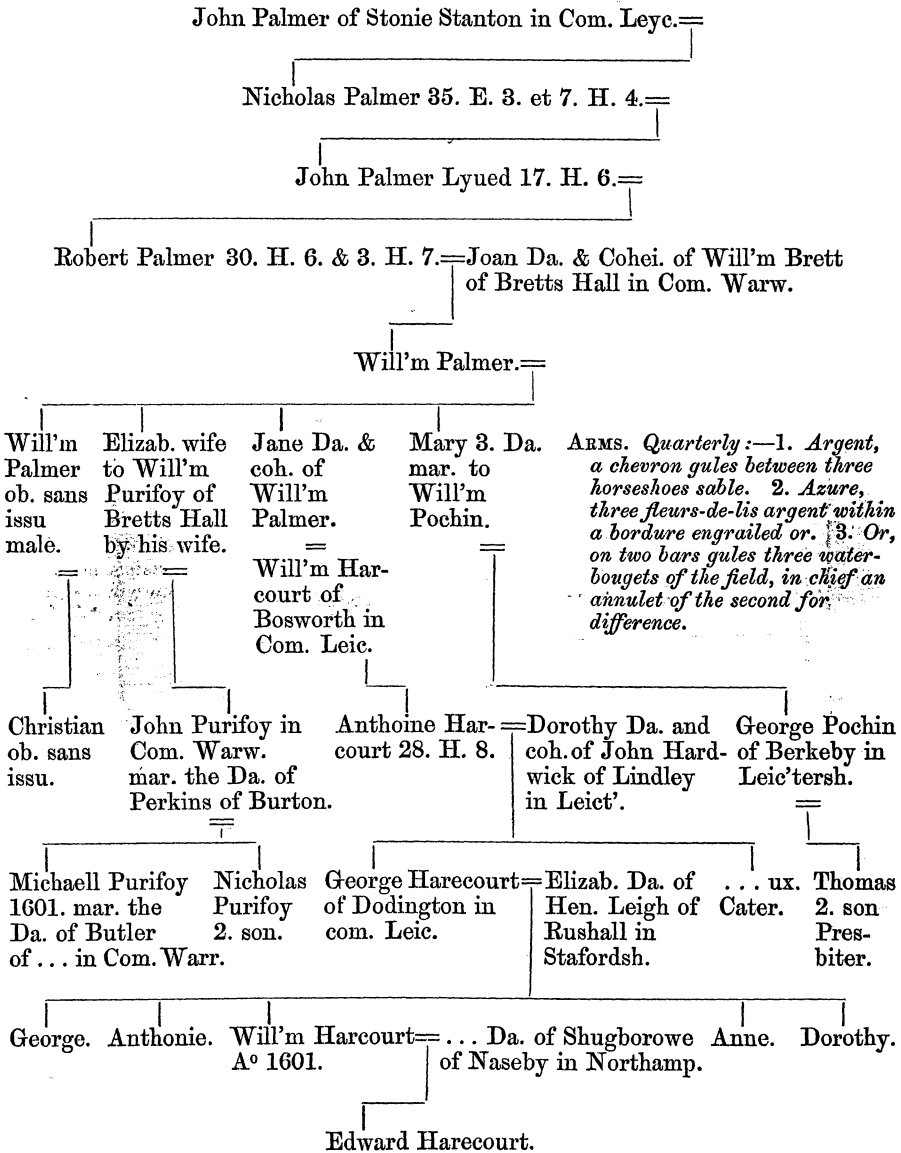 John Palmer of Stonie Stanton in Com. Leyc.=
Nicholas Palmer 35. E. 3. et 7. H. 4.=
John Palmer Lyued 17. H. 6.=
Robert Palmer 30. H. 6. & 3. H. 7.=Joan Da. & Cohei. of Will'm Brett
of Bretts Hall in Com. Warw.
Will'm Palmer.=
Will'm
Palmer
ob. sans
issu
male.
=
Elizab. wife
to Will'm
Purifoy of
Bretts Hall
by his wife.
=
Jane Da. &
coh. of
Will'm
Palmer.
=
Will'm Har-
court of
Bosworth in
Com. Leic.
Mary 3. Da.
mar. to
Will'm
Pochin.
=
ARMS. Quarterly:—1. Argent,
a chevron gules between three
horseshoes sable. 2. Azure,
three fleurs-de-lis argent within
a bordure engrailed or. 3. Or,
on two bars gules three water-
bougets of the field, in chief an
annulet of the second for
difference.
Christian
ob. sans
issu.
John Purifoy in
Com. Warw.
mar. the Da. of
Perkins of Burton.
=
Anthoine Har-
court 28. H. 8.
=Dorothy Da. and
coh. of John Hard-
wick of Lindley
in Leict'.
George Pochin
of Berkeby in
Leic'tersh.
=
Michaell Purifoy
1601. mar. the
Da. of Butler
of ... in Com. Warr.
Nicholas
Purifoy
2. son.
George Harecourt=
of Dodington in
com. Leic.
Elizab. Da. of
Hen. Leigh of
Rushall in
Stafordsh.
... ux.
Cater.
Thomas
2. son
Pres-
biter.
George.
Anthonie.
Will'm Harcourt=
Aº 1601.
... Da. of Shugborowe
of Naseby in Northamp.
Anne.
Dorothy.
Edward Harecourt.